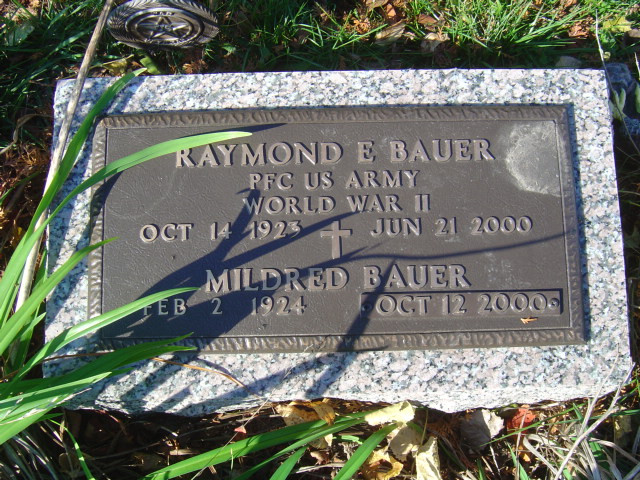 RAYMOND E BAUER
PFC US ARMY
WORLD WAR II
OCT 14 1923 JUN 21 2000
MILDRED BAUER
FEB 2 1924 OCT 12 2000